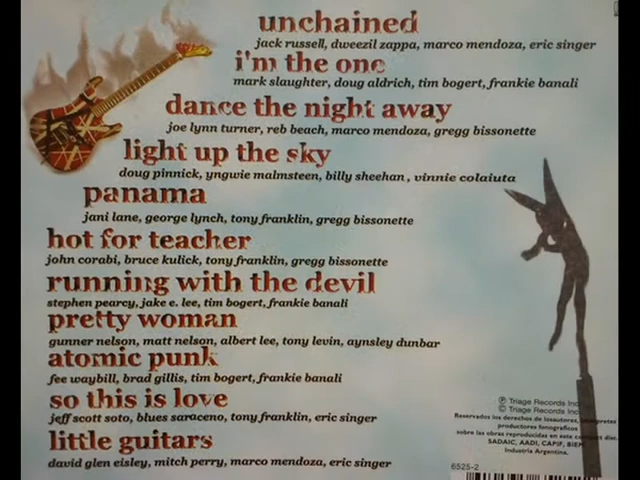 unchained
jack russell, dweezil zappa, marco mendoza, eric singer
i'm the one
mark slaughter, doug aldrich, tim bogert, frankie banali
dance the night away
joe lynn turner, reb beach, marco mendoza, gregg bissonette
light up the sky
doug pinnick, yngwie malmsteen, billy sheehan, vinnie colaiuta
panama
jani lane, george lynch, tony franklin, gregg bissonette
hot for teacher
john corabi, bruce kulick, tony franklin, gregg bissonette
running with the devil
stephen pearcy, jake e. lee, tim bogert, frankie banali
pretty woman
gunner nelson, matt nelson, albert lee, tony levin, aynsley dunbar
atomic punk
fee waybill, brad gillis, tim bogert, frankie banali
so this is love
jeff scott soto, blues saraceno, tony franklin, eric singer
little guitars
david glen eisley, mitch perry, marco mendoza, eric singer
℗ Triage Records Inc
© Triage Records Inc
Reservados los derechos de los autores, intérpretes
productores fonográficos
sobre las obras reproducidas en este compact disc.
SADAIC, AADI, CAPIF, BIEM
Industria Argentina.
6525-2